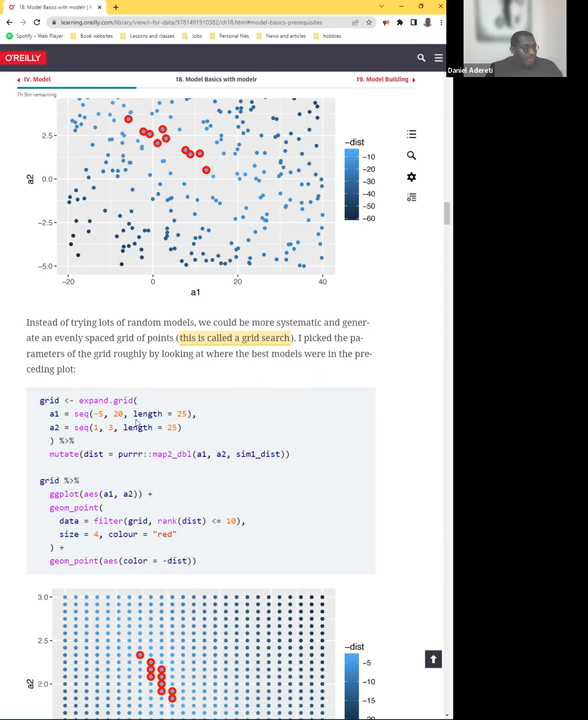 18. Model Basics with modelr | R
learning.oreilly.com/library/view/r-for-data/9781491910382/ch18.html#model-basics-prerequisites
Spotify – Web Player
Book websites
Lessons and classes
Jobs
Personal files
News and articles
hobbies
O'REILLY
Daniel Adereti
IV. Model
18. Model Basics with modelr
19. Model Building
7h 9m remaining
2.5
0.0
−2.5
−5.0
a2
−20
0
20
40
a1
−dist
−10
−20
−30
−40
−50
−60
Instead of trying lots of random models, we could be more systematic and gener-
ate an evenly spaced grid of points (this is called a grid search). I picked the pa-
rameters of the grid roughly by looking at where the best models were in the pre-
ceding plot:
grid <- expand.grid(
a1 = seq(-5, 20, length = 25),
a2 = seq(1, 3, length = 25)
) %>%
mutate(dist = purrr::map2_dbl(a1, a2, sim1_dist))
grid %>%
ggplot(aes(a1, a2)) +
geom_point(
data = filter(grid, rank(dist) <= 10),
size = 4, colour = "red"
) +
geom_point(aes(color = -dist))
3.0
2.5
2.0
a2
−dist
−5
−10
−15
20